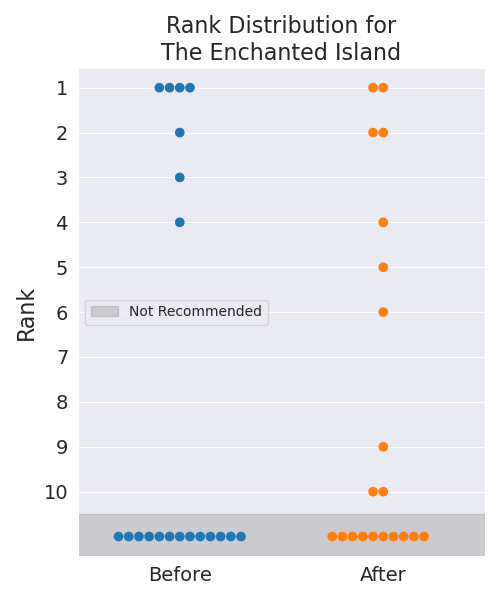 Rank Distribution for
The Enchanted Island
1
2
3
4
5
6
7
8
9
10
Rank
Not Recommended
Before
After